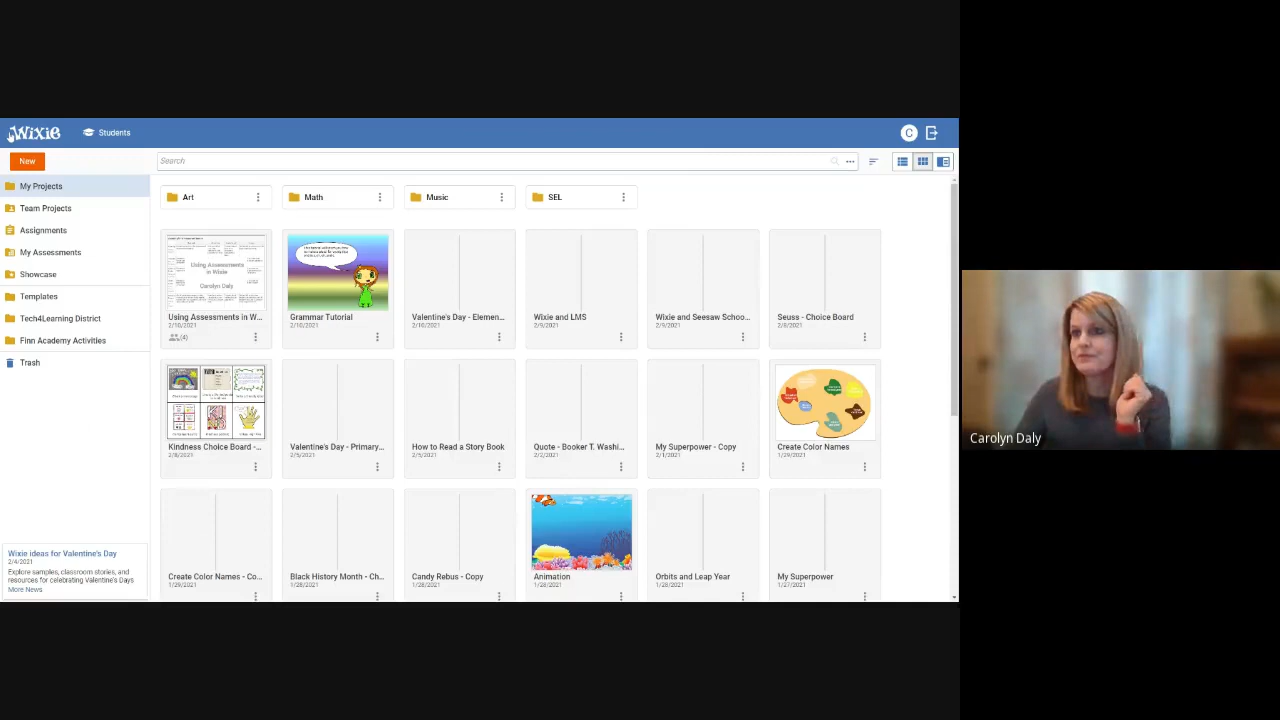 Wixie
Students
C
New
Search
My Projects
Team Projects
Assignments
My Assessments
Showcase
Templates
Tech4Learning District
Finn Academy Activities
Trash
Art
Math
Music
SEL
Using Assessments
in Wixie
Carolyn Daly
Using Assessments in W...
2/10/2021
(4)
Grammar Tutorial
2/10/2021
Valentine's Day - Elemen...
2/10/2021
Wixie and LMS
2/9/2021
Wixie and Seesaw Schoo...
2/9/2021
Seuss - Choice Board
2/8/2021
Kindness Choice Board -...
2/8/2021
Valentine's Day - Primary...
2/5/2021
How to Read a Story Book
2/5/2021
Quote - Booker T. Washi...
2/2/2021
My Superpower - Copy
2/1/2021
Create Color Names
1/29/2021
Create Color Names - Co...
1/29/2021
Black History Month - Ch...
1/28/2021
Candy Rebus - Copy
1/28/2021
Animation
1/28/2021
Orbits and Leap Year
1/28/2021
My Superpower
1/27/2021
Wixie ideas for Valentine's Day
2/4/2021
Explore samples, classroom stories, and
resources for celebrating Valentine's Days
More News
Carolyn Daly